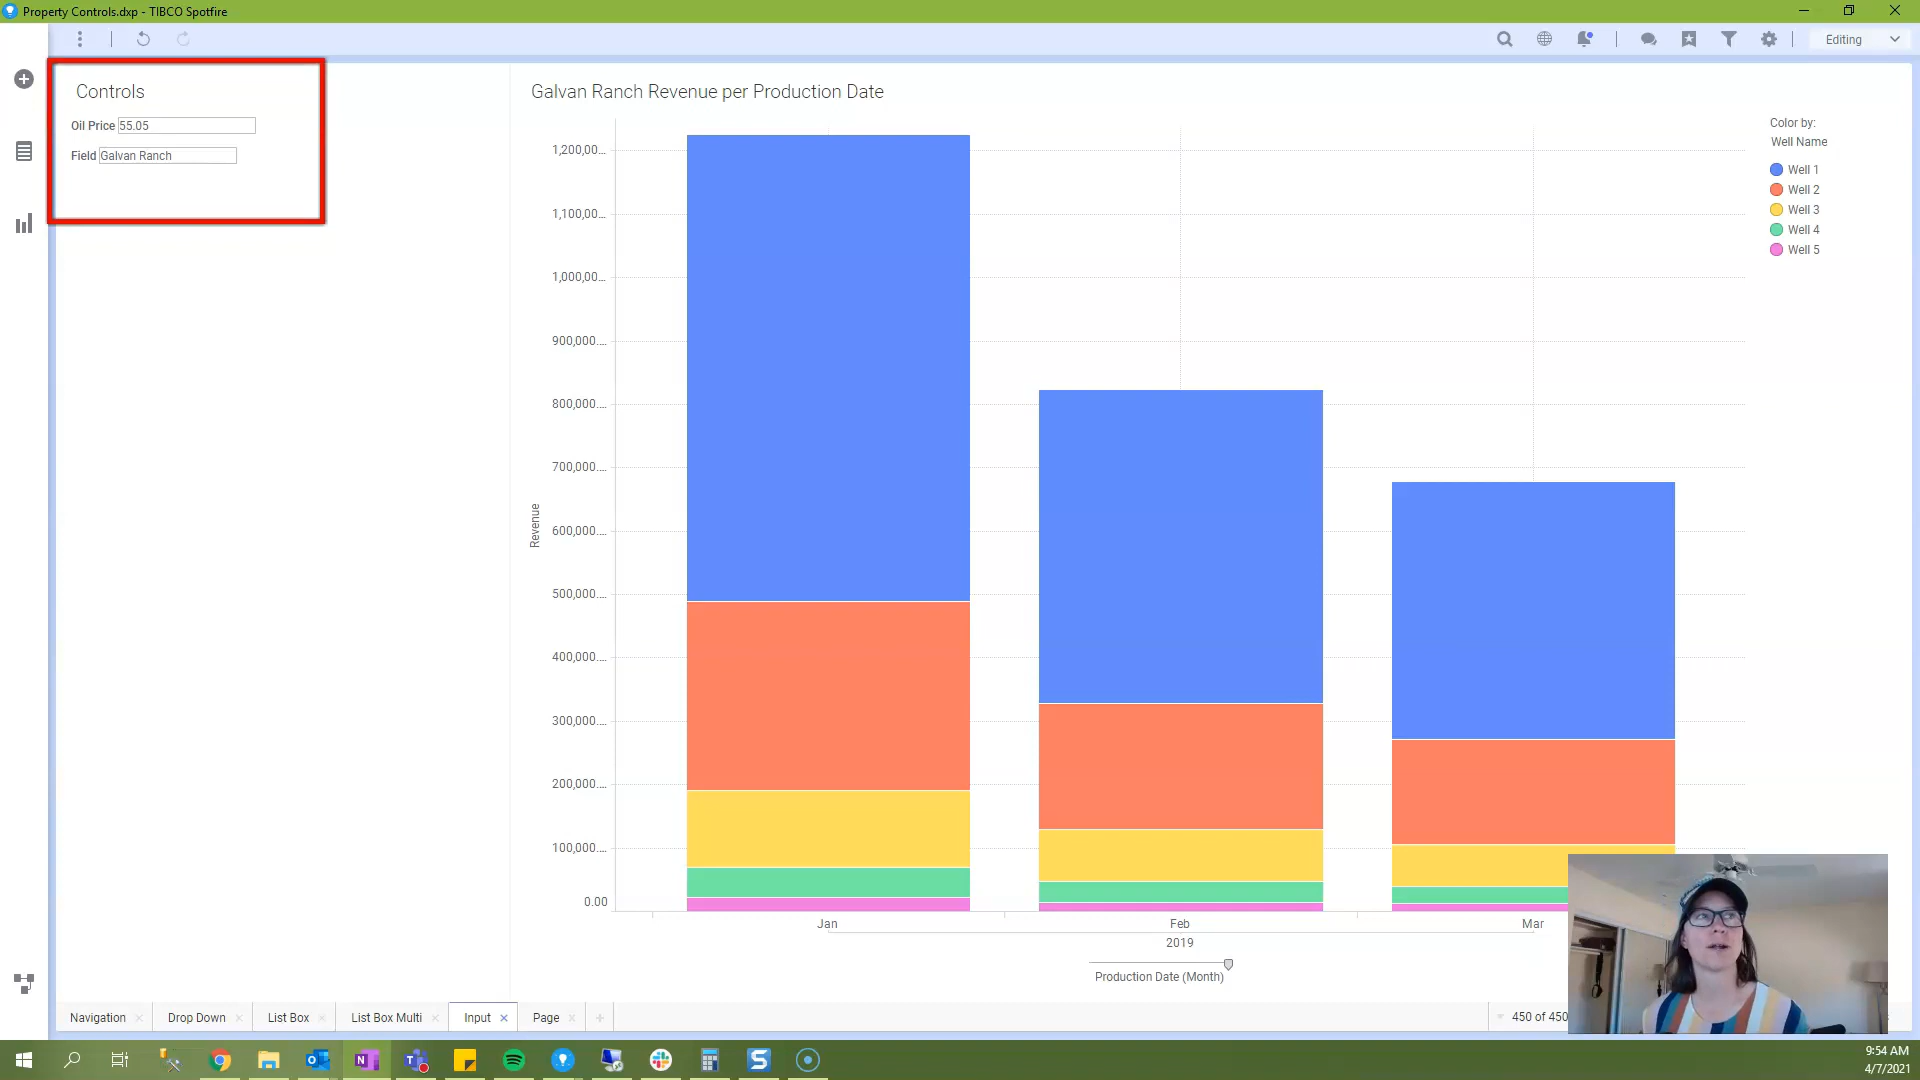 Property Controls.dxp - TIBCO Spotfire
Editing
Controls
Oil Price 55.05
Field Galvan Ranch
Galvan Ranch Revenue per Production Date
Color by:
Well Name
Well 1
Well 2
Well 3
Well 4
Well 5
1,200,00...
1,100,00...
1,000,00...
900,000....
800,000....
700,000....
600,000....
500,000....
400,000....
300,000....
200,000....
100,000....
0.00
Revenue
Jan Feb Mar
2019
Production Date (Month)
Navigation Drop Down List Box List Box Multi Input Page
450 of 450
9:54 AM
4/7/2021